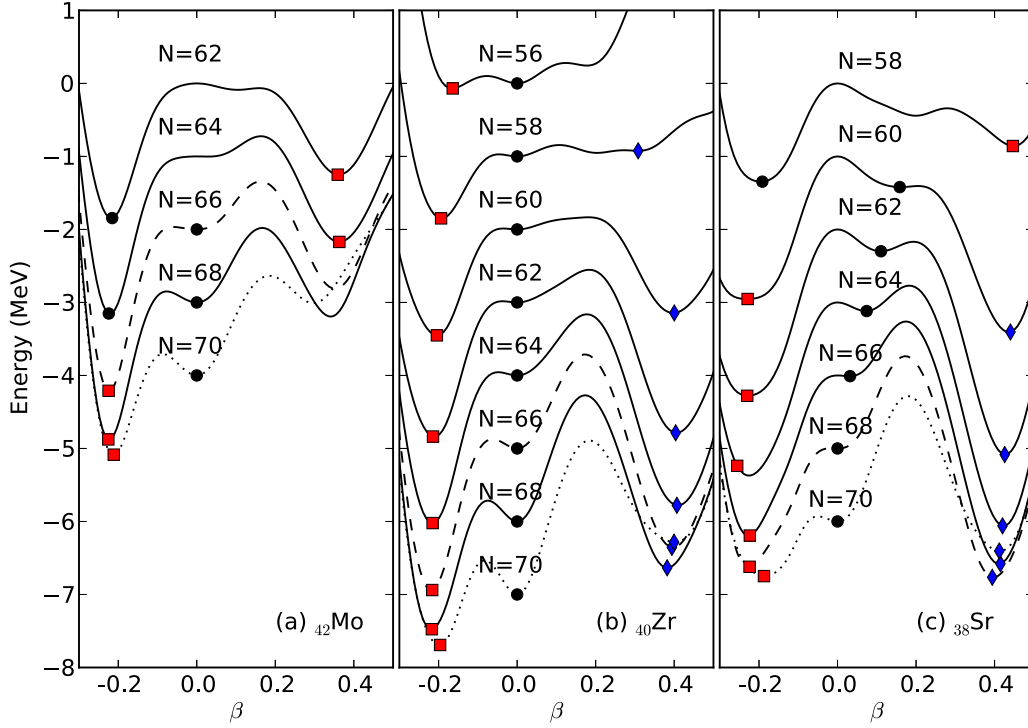 1
0
−1
−2
−3
−4
−5
−6
−7
−8
Energy (MeV)
N=62
N=64
N=66
N=68
N=70
(a) 42Mo
-0.2 0.0 0.2 0.4
β
N=56
N=58
N=60
N=62
N=64
N=66
N=68
N=70
(b) 40Zr
-0.2 0.0 0.2 0.4
β
N=58
N=60
N=62
N=64
N=66
N=68
N=70
(c) 38Sr
-0.2 0.0 0.2 0.4
β